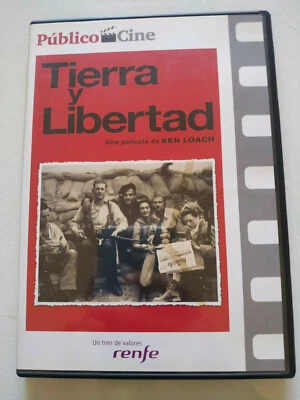 Público Cine
Tierra
y
Libertad
Una película de KEN LOACH
Un tren de valores
renfe